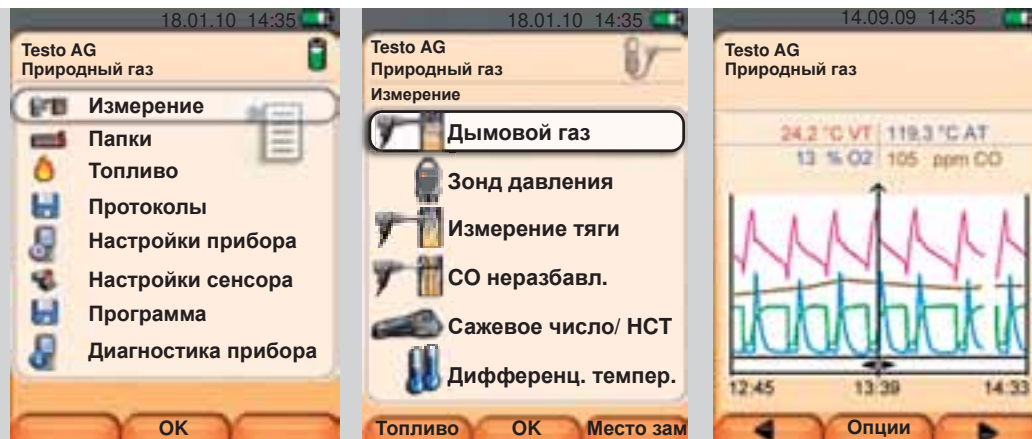 18.01.10 14:35
Testo AG
Природный газ
Измерение
Папки
Топливо
Протоколы
Настройки прибора
Настройки сенсора
Программа
Диагностика прибора
OK
18.01.10 14:35
Testo AG
Природный газ
Измерение
Дымовой газ
Зонд давления
Измерение тяги
CO неразбавл.
Сажевое число/ HCT
Дифференц. темпер.
Топливо OK Место зам
14.09.09 14:35
Testo AG
Природный газ
24,2 °C VT 119,3 °C AT
13 % O2 105 ppm CO
12:45 13:39 14:33
Опции